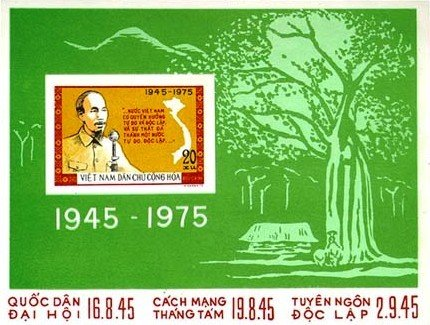 1945-1975
"... NƯỚC VIỆT NAM
CÓ QUYỀN HƯỞNG
TỰ DO VÀ ĐỘC LẬP,
VÀ SỰ THẬT ĐÃ
THÀNH MỘT NƯỚC
TỰ DO, ĐỘC LẬP...
20
XU
VIỆT NAM DÂN CHỦ CỘNG HÒA
1945 - 1975
QUỐC DÂN
ĐẠI HỘI 16.8.45
CÁCH MẠNG
THÁNG TÁM 19.8.45
TUYÊN NGÔN
ĐỘC LẬP 2.9.45